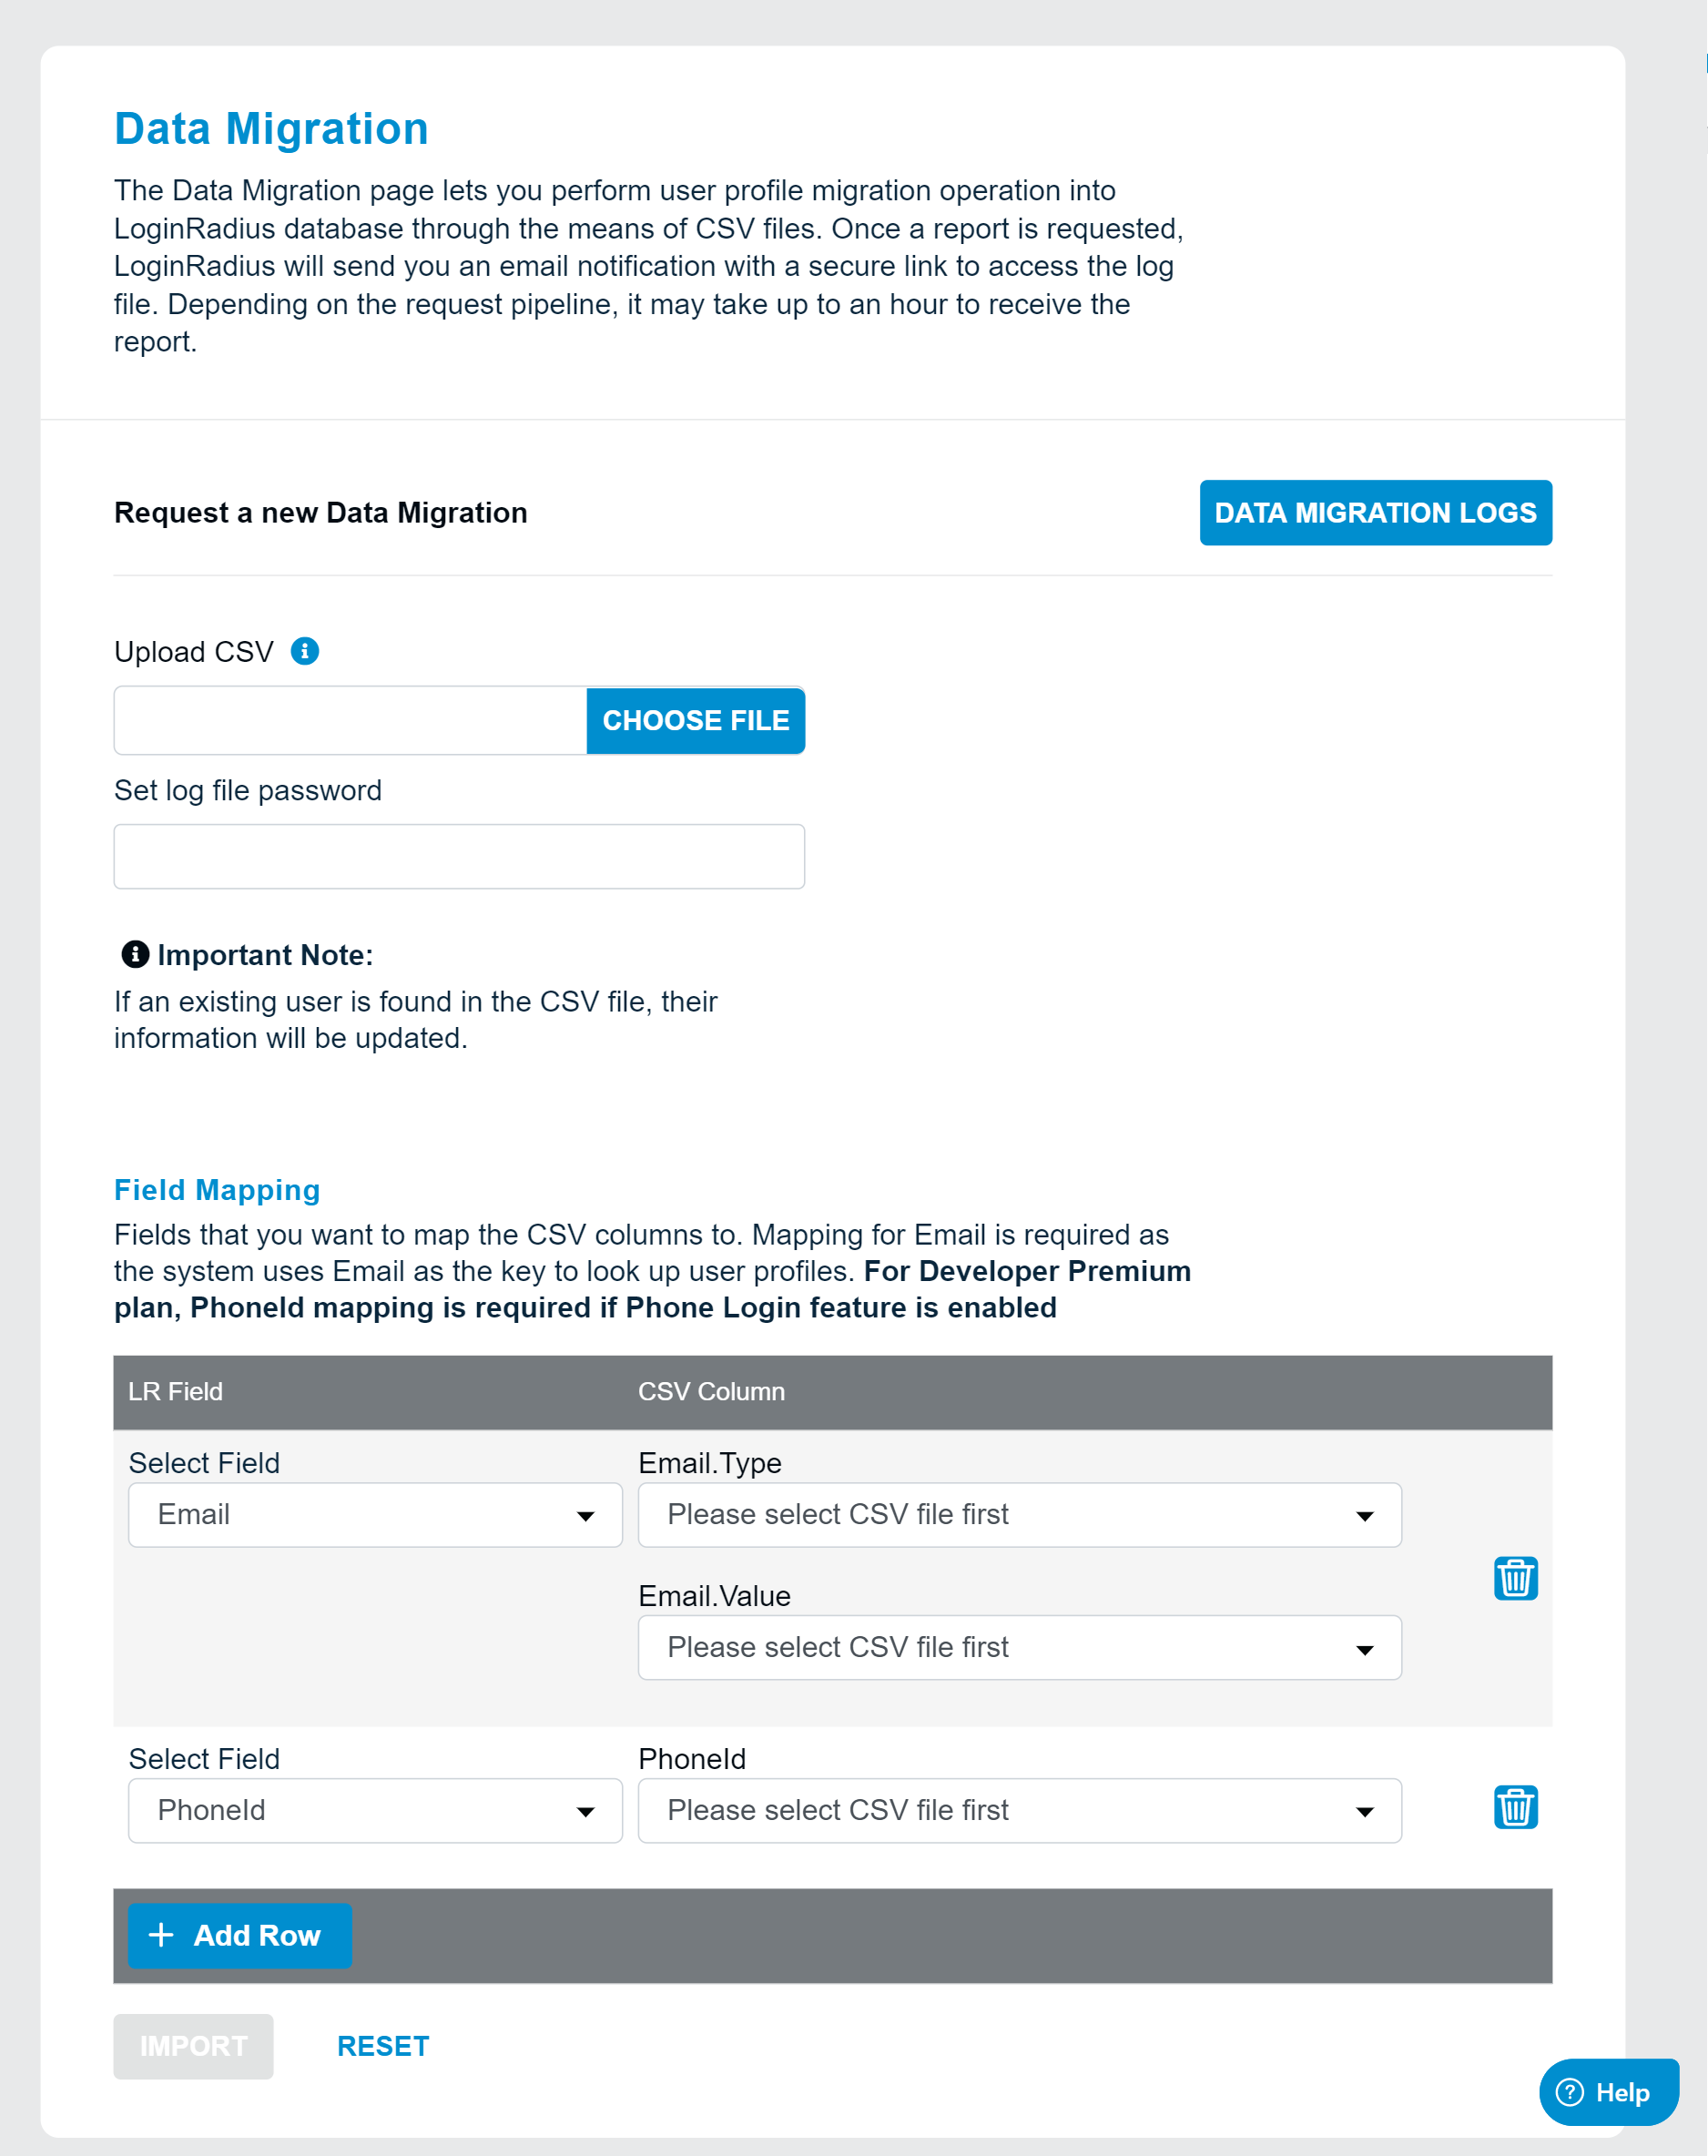 Data Migration
The Data Migration page lets you perform user profile migration operation into
LoginRadius database through the means of CSV files. Once a report is requested,
LoginRadius will send you an email notification with a secure link to access the log
file. Depending on the request pipeline, it may take up to an hour to receive the
report.
Request a new Data Migration
DATA MIGRATION LOGS
Upload CSV
CHOOSE FILE
Set log file password
Important Note:
If an existing user is found in the CSV file, their
information will be updated.
Field Mapping
Fields that you want to map the CSV columns to. Mapping for Email is required as
the system uses Email as the key to look up user profiles. For Developer Premium
plan, PhoneId mapping is required if Phone Login feature is enabled
LR Field
CSV Column
Select Field
Email.Type
Email
Please select CSV file first
Email.Value
Please select CSV file first
Select Field
PhoneId
PhoneId
Please select CSV file first
Add Row
IMPORT
RESET
Help